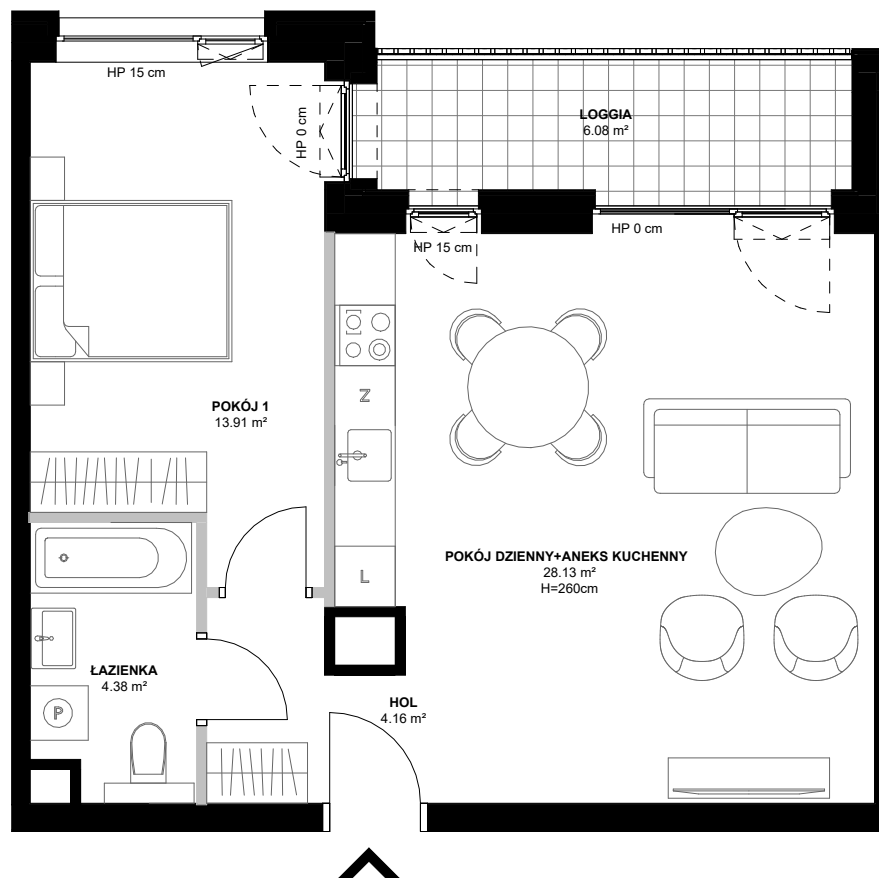 HP 15 cm
HP 0 cm
LOGGIA
6.08 m²
HP 15 cm
HP 0 cm
POKÓJ 1
13.91 m²
Z
POKÓJ DZIENNY+ANEKS KUCHENNY
28.13 m²
H=260cm
L
ŁAZIENKA
4.38 m²
P
HOL
4.16 m²